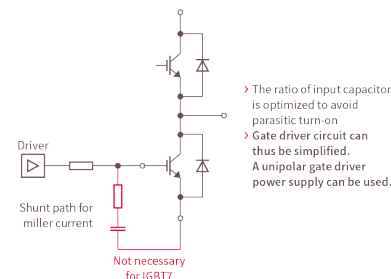 › The ratio of input capacitor
is optimized to avoid
parasitic turn-on
› Gate driver circuit can
thus be simplified.
A unipolar gate driver
power supply can be used.
Driver
Shunt path for
miller current
Not necessary
for IGBT7